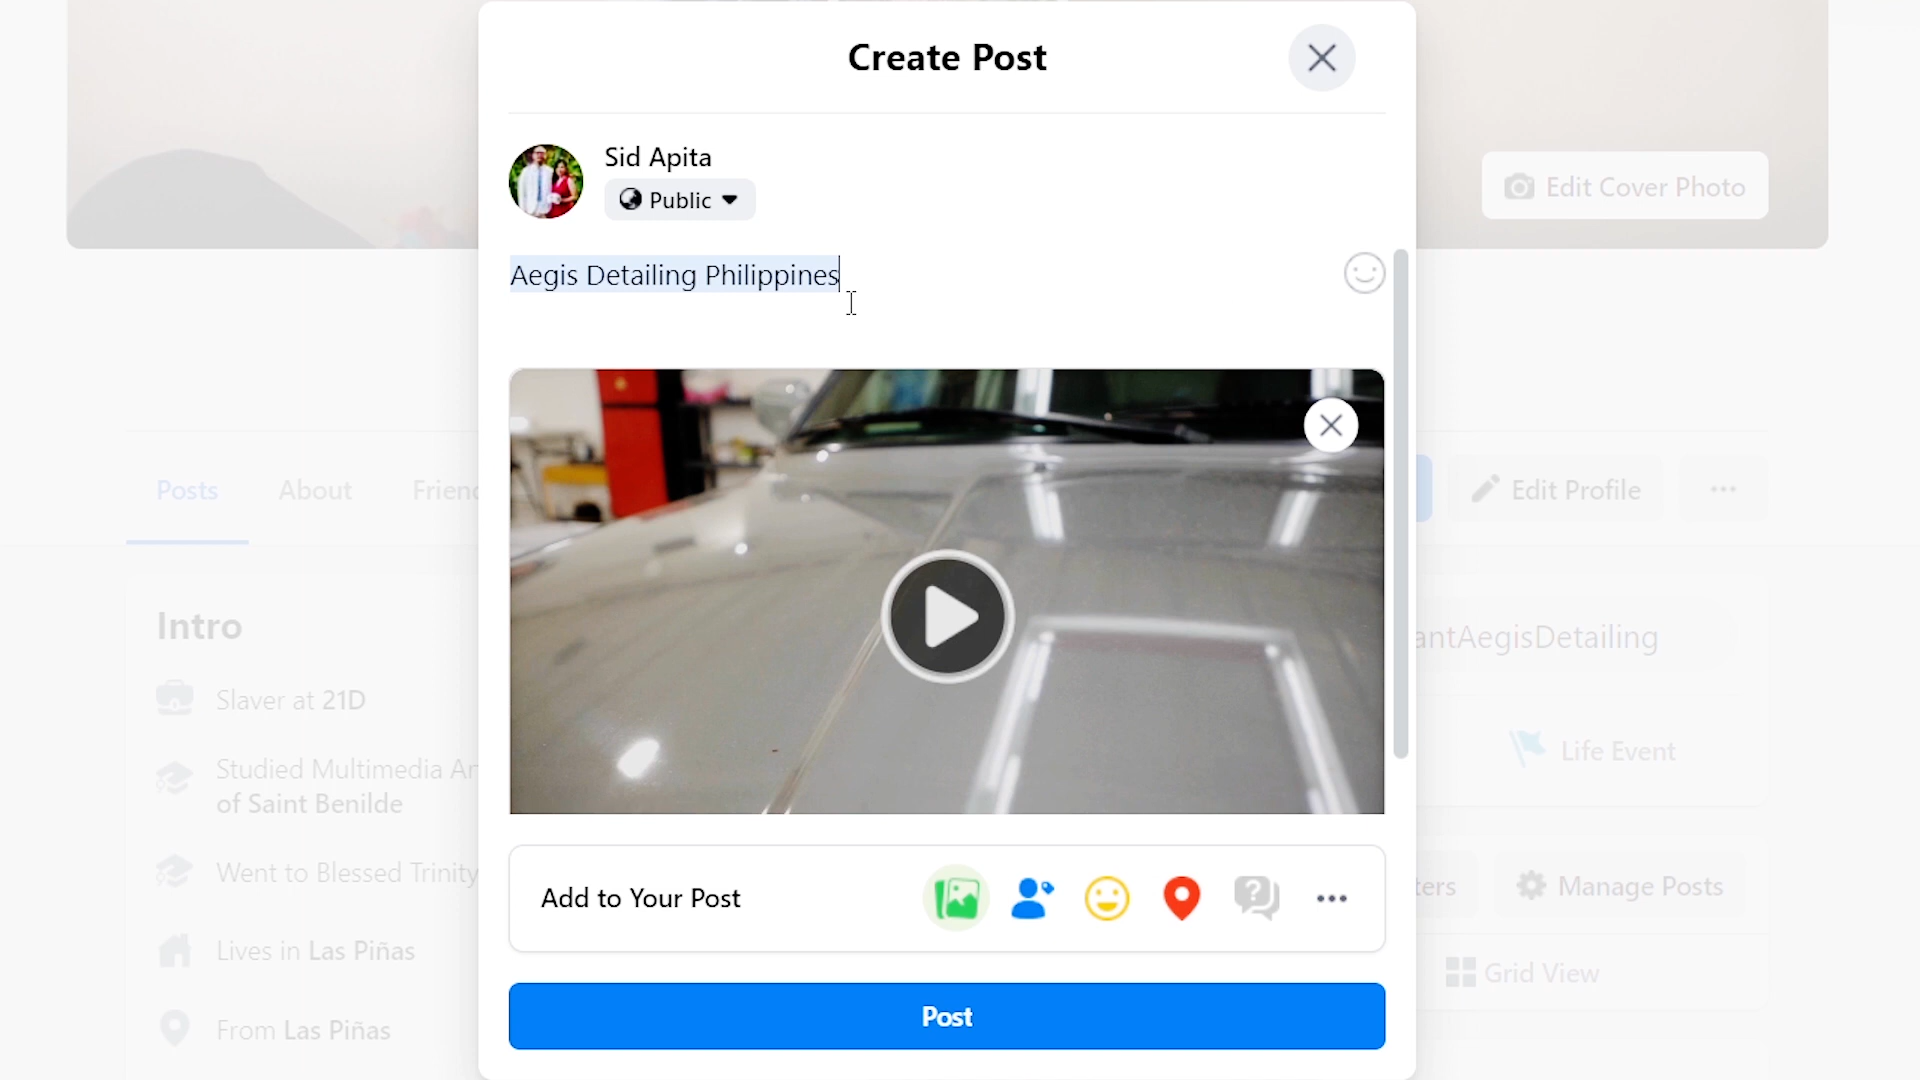 Create Post
Sid Apita
Public
Edit Cover Photo
Aegis Detailing Philippines
Posts
About
Friend
Edit Profile
Intro
antAegisDetailing
Slaver at 21D
Life Event
Studied Multimedia Ar
of Saint Benilde
Went to Blessed Trinity
ters
Manage Posts
Add to Your Post
Lives in Las Piñas
Grid View
From Las Piñas
Post